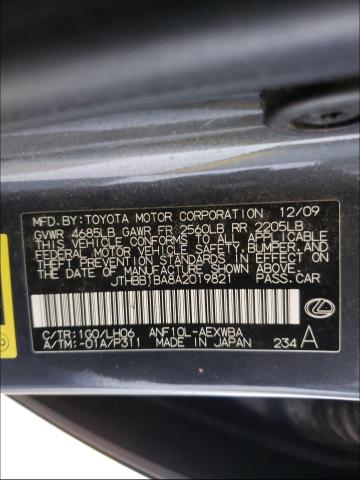 MFD.BY:TOYOTA MOTOR CORPORATION 12/09
GVWR 4685LB GAWR FR 2560LB RR 2205LB
THIS VEHICLE CONFORMS TO ALL APPLICABLE
FEDERAL MOTOR VEHICLE SAFETY,BUMPER,AND
THEFT PREVENTION STANDARDS IN EFFECT ON
THE DATE OF MANUFACTURE SHOWN ABOVE.
JTHBB1BA8A2019821 PASS.CAR
C/TR:1G0/LH06 ANF10L-AEXWBA
A/TM:-01A/P311 MADE IN JAPAN 234 A